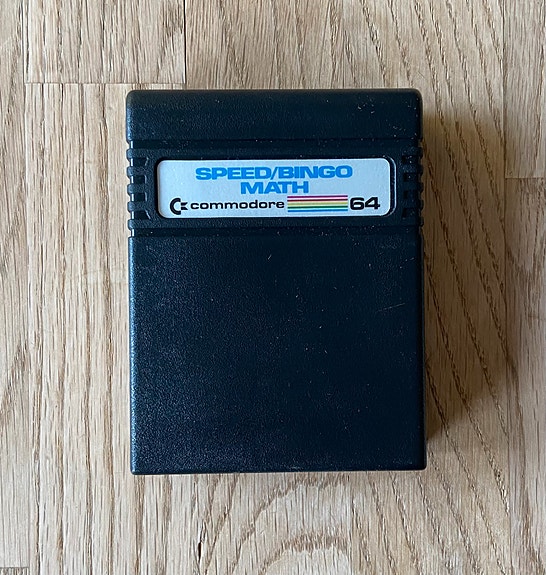 SPEED/BINGO
MATH
commodore 64